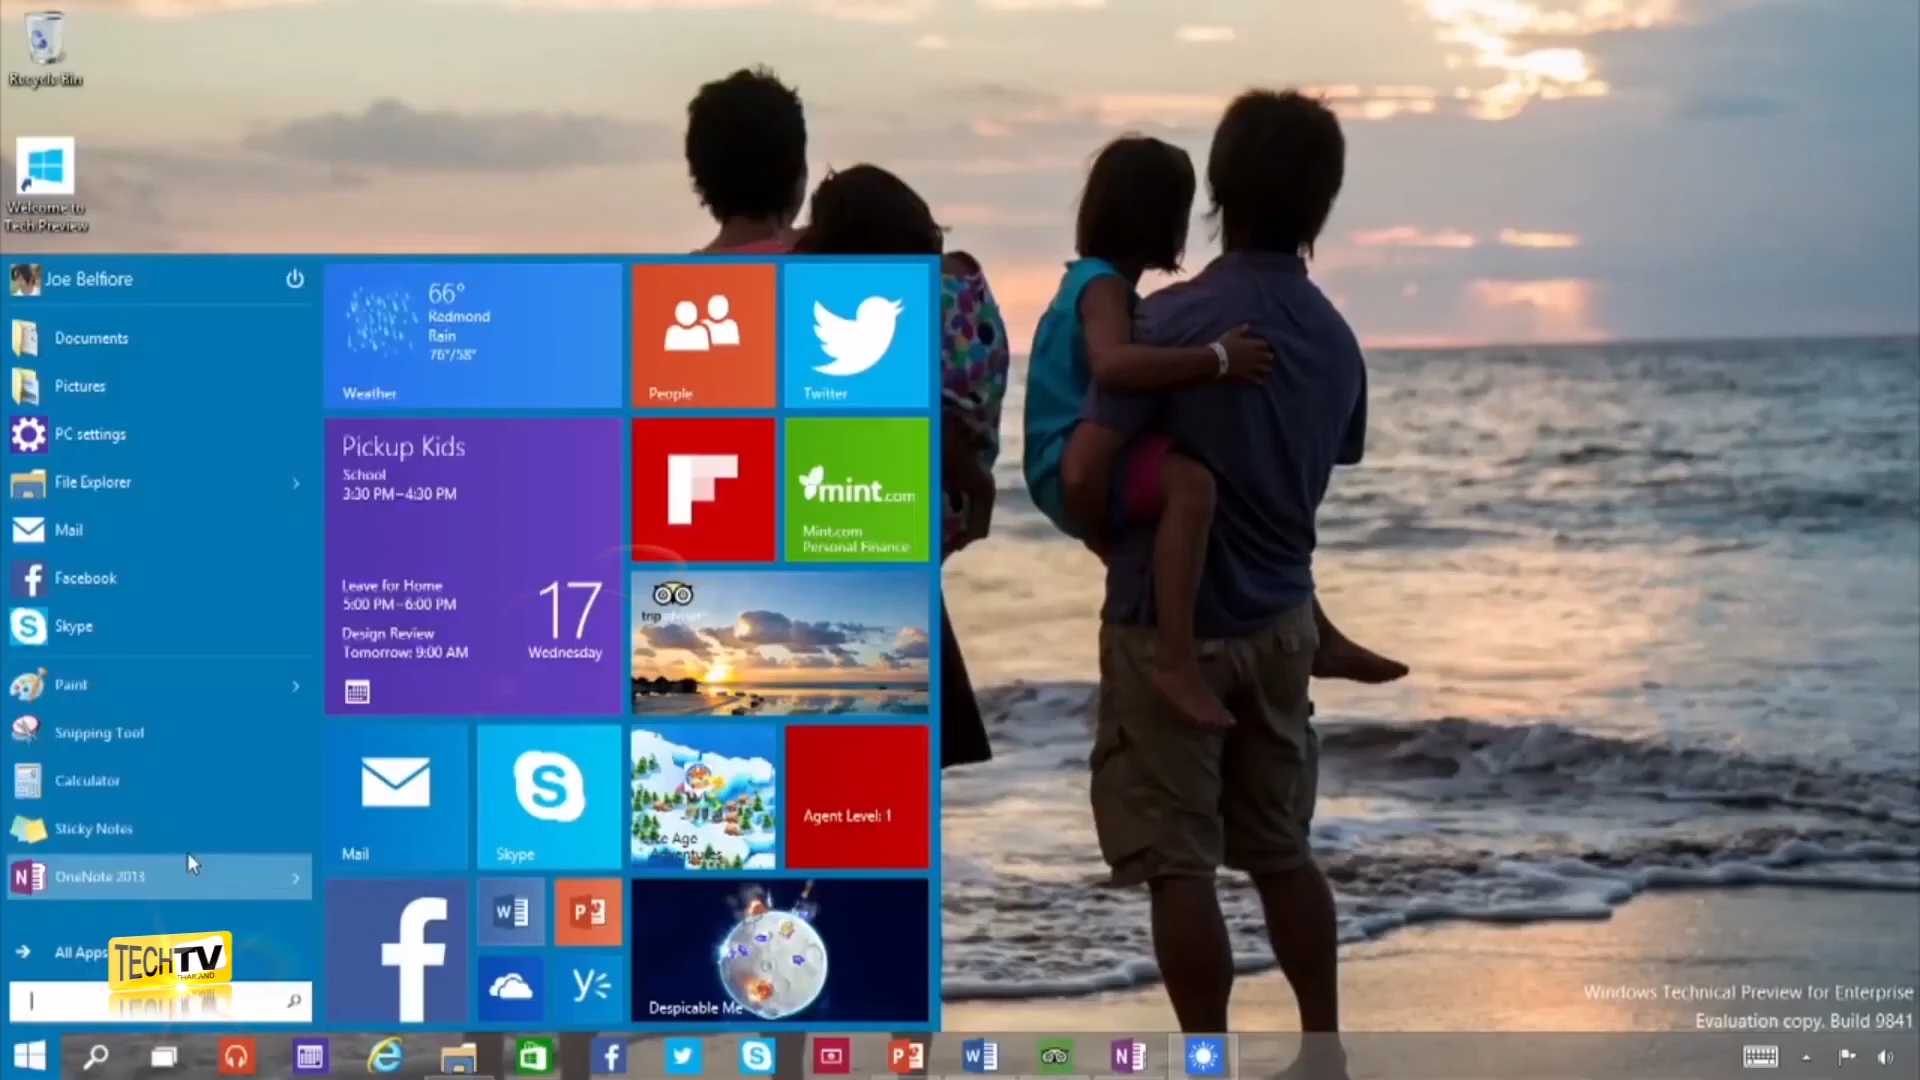 Recycle Bin
Welcome to
Tech Preview
Joe Belfiore
Documents
Pictures
PC settings
File Explorer
Mail
Facebook
Skype
Paint
Snipping Tool
Calculator
Sticky Notes
OneNote 2013
All Apps
TECHTV
THAILAND
66°
Redmond
Rain
76°/58°
Weather
People
Twitter
Pickup Kids
School
3:30 PM–4:30 PM
Leave for Home
5:00 PM–6:00 PM
Design Review
Tomorrow: 9:00 AM
17
Wednesday
mint.com
Mint.com
Personal Finance
tripadvisor
Mail
Skype
Age
Adventures
Agent Level: 1
Despicable Me
Windows Technical Preview for Enterprise
Evaluation copy. Build 9841